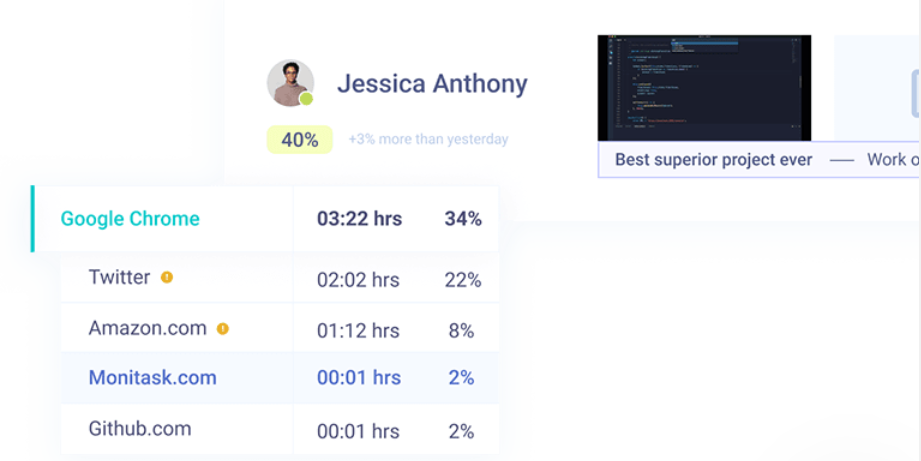 Jessica Anthony
40% +3% more than yesterday
Best superior project ever — Work o
Google Chrome 03:22 hrs 34%
Twitter 02:02 hrs 22%
Amazon.com 01:12 hrs 8%
Monitask.com 00:01 hrs 2%
Github.com 00:01 hrs 2%